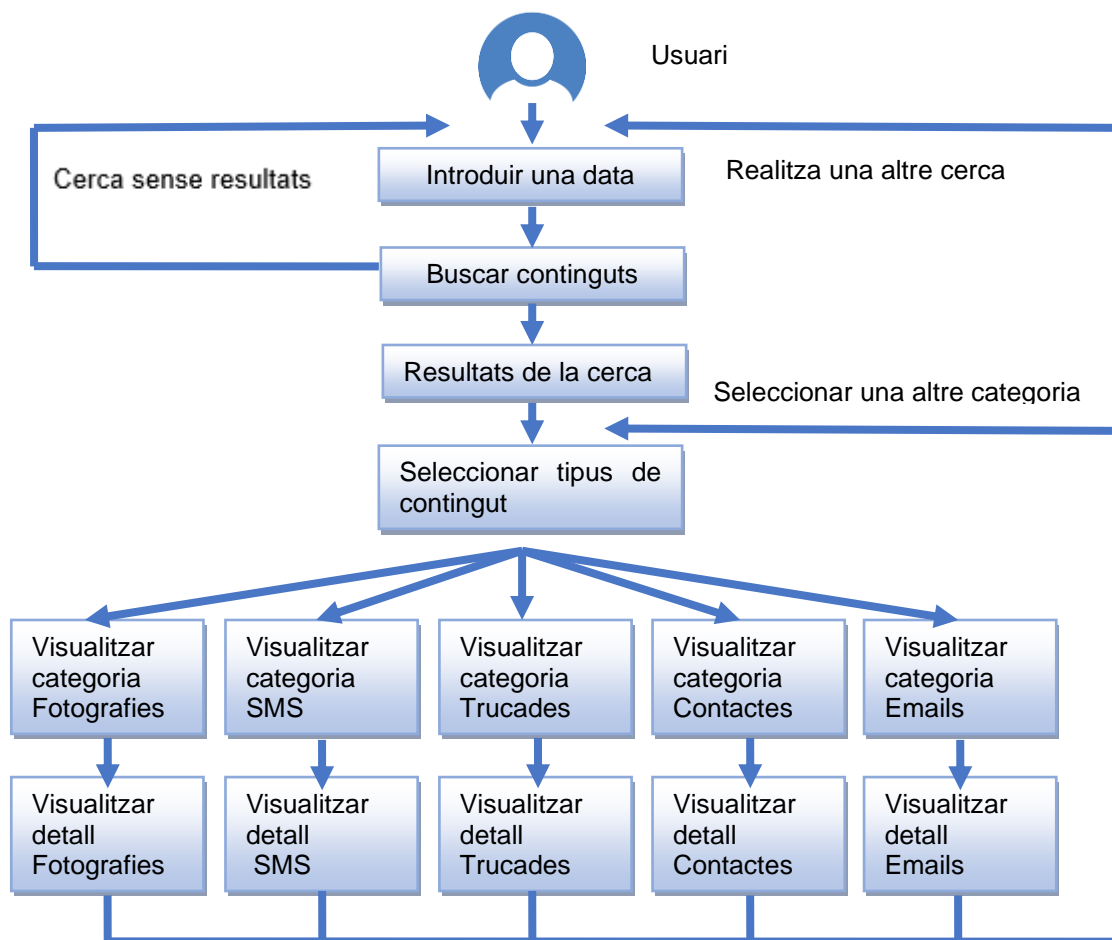 Usuari
Cerca sense resultats
Introduir una data
Realitza una altre cerca
Buscar continguts
Resultats de la cerca
Seleccionar una altre categoria
Seleccionar tipus de
contingut
Visualitzar
categoria
Fotografies
Visualitzar
categoria
SMS
Visualitzar
categoria
Trucades
Visualitzar
categoria
Contactes
Visualitzar
categoria
Emails
Visualitzar
detall
Fotografies
Visualitzar
detall
SMS
Visualitzar
detall
Trucades
Visualitzar
detall
Contactes
Visualitzar
detall
Emails